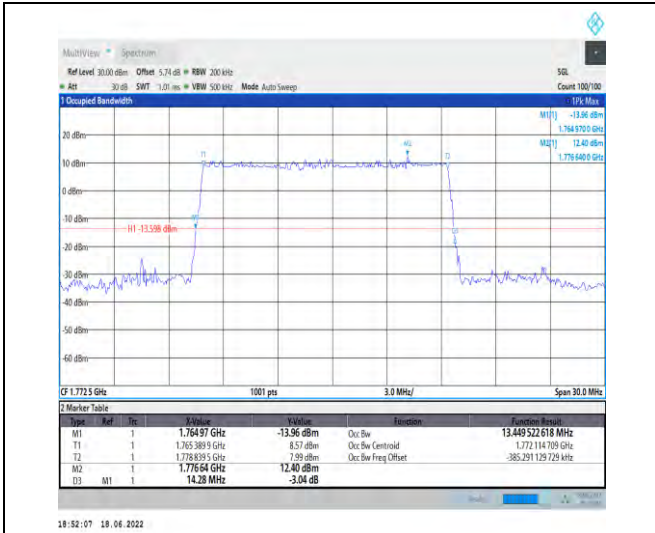 MultiView Spectrum
Ref Level 30.00 dBm Offset 5.74 dB RBW 200 kHz SGL
Att 30 dB SWT 1.01 ms VBW 500 kHz Mode Auto Sweep Count 100/100
1 Occupied Bandwidth 1Pk Max
M1[1] -13.96 dBm
1.764 970 0 GHz
M2[1] 12.40 dBm
1.776 640 0 GHz
20 dBm
M2
T1
10 dBm
0 dBm
-10 dBm
H1 -13.598 dBm
-20 dBm
-30 dBm
-40 dBm
-50 dBm
-60 dBm
CF 1.772 5 GHz 1001 pts 3.0 MHz/ Span 30.0 MHz
2 Marker Table
Type Ref Trc X-Value Y-Value Function Function Result
M1 1 1.764 97 GHz -13.96 dBm Occ Bw 13.449 522 618 MHz
T1 1 1.765 389 9 GHz 8.57 dBm Occ Bw Centroid 1.772 114 709 GHz
T2 1 1.778 839 5 GHz 7.99 dBm Occ Bw Freq Offset -385.291 129 729 kHz
M2 1 1.776 64 GHz 12.40 dBm
D3 M1 1 14.28 MHz -3.04 dB
18:52:07 18.06.2022